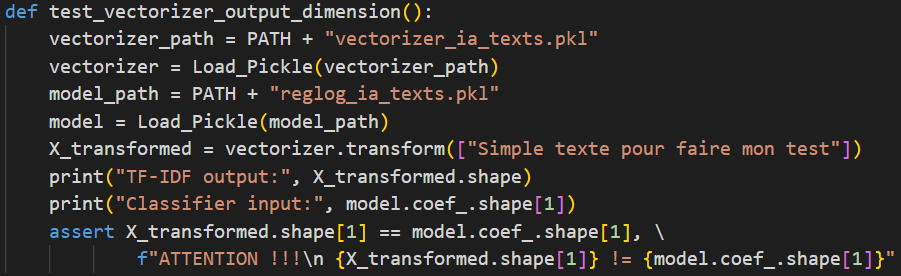 def test_vectorizer_output_dimension():
    vectorizer_path = PATH + "vectorizer_ia_texts.pkl"
    vectorizer = Load_Pickle(vectorizer_path)
    model_path = PATH + "reglog_ia_texts.pkl"
    model = Load_Pickle(model_path)
    X_transformed = vectorizer.transform(["Simple texte pour faire mon test"])
    print("TF-IDF output:", X_transformed.shape)
    print("Classifier input:", model.coef_.shape[1])
    assert X_transformed.shape[1] == model.coef_.shape[1], \
            f"ATTENTION !!!\n {X_transformed.shape[1]} != {model.coef_.shape[1]}"